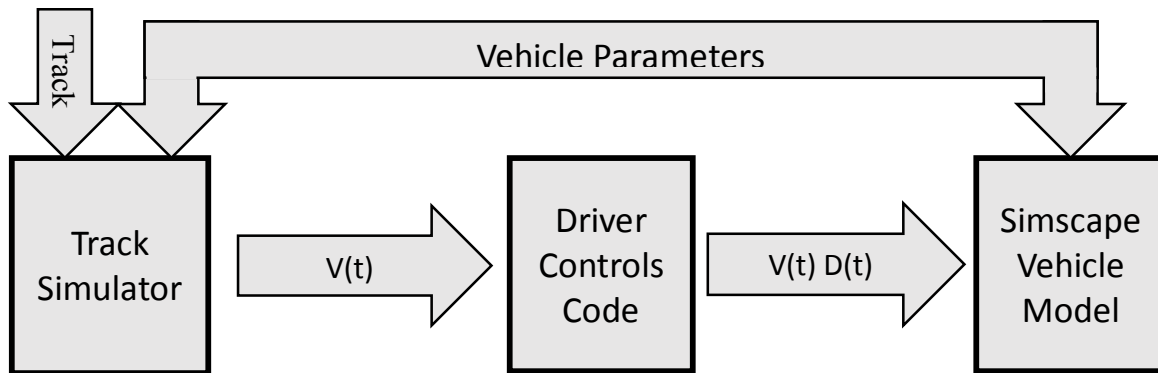 Track
Vehicle Parameters
Track
Simulator
V(t)
Driver
Controls
Code
V(t) D(t)
Simscape
Vehicle
Model